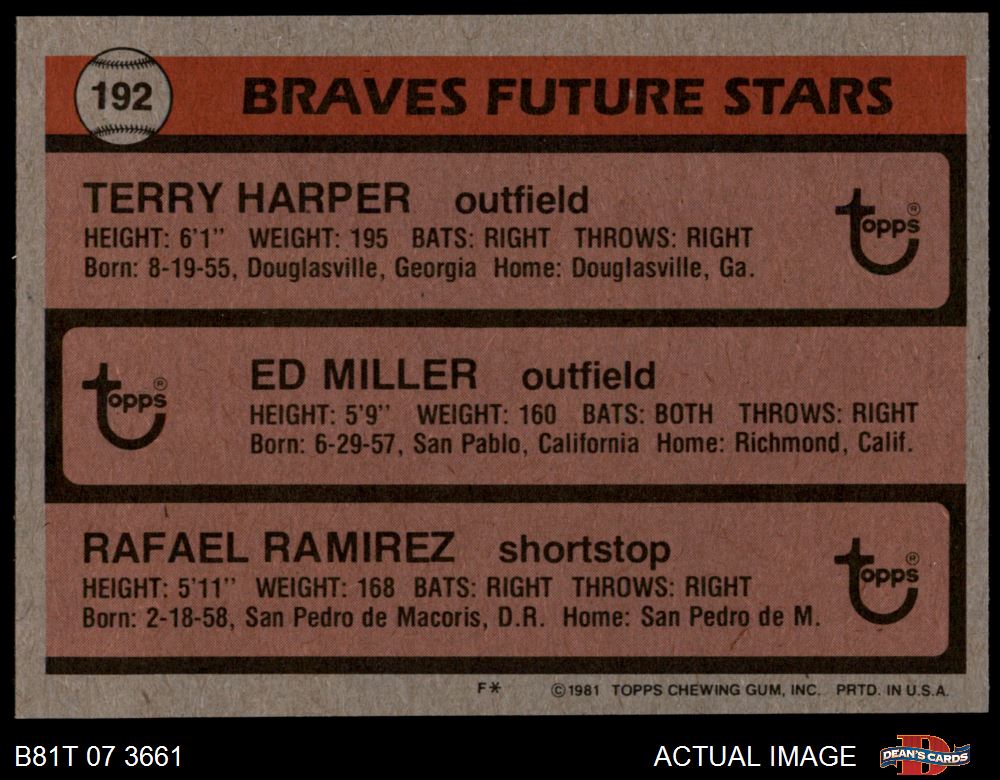 192 BRAVES FUTURE STARS
TERRY HARPER outfield
HEIGHT: 6'1" WEIGHT: 195 BATS: RIGHT THROWS: RIGHT
Born: 8-19-55, Douglasville, Georgia Home: Douglasville, Ga.
topps®
ED MILLER outfield
HEIGHT: 5'9" WEIGHT: 160 BATS: BOTH THROWS: RIGHT
Born: 6-29-57, San Pablo, California Home: Richmond, Calif.
topps®
RAFAEL RAMIREZ shortstop
HEIGHT: 5'11" WEIGHT: 168 BATS: RIGHT THROWS: RIGHT
Born: 2-18-58, San Pedro de Macoris, D.R. Home: San Pedro de M.
topps®
F* ©1981 TOPPS CHEWING GUM, INC. PRTD. IN U.S.A.
B81T 07 3661 ACTUAL IMAGE DEAN'S CARDS